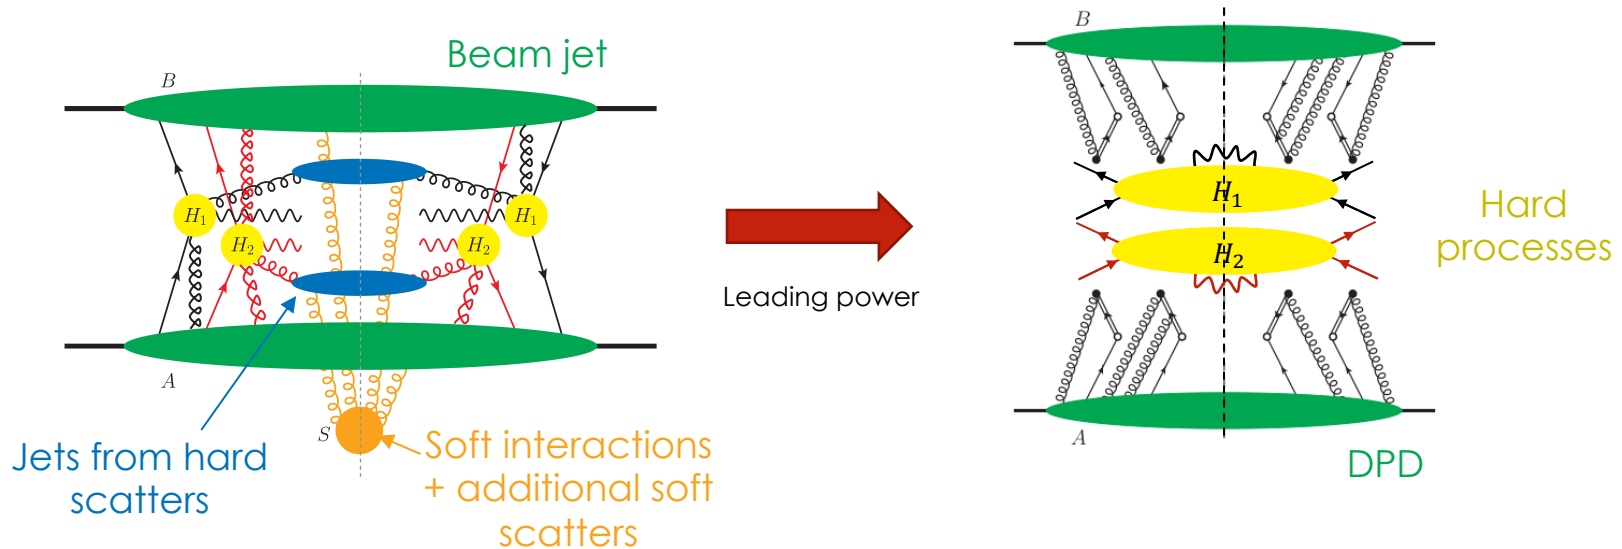 Beam jet
B
H₁
H₁
H₂
H₂
A
S
Jets from hard
scatters
Soft interactions
+ additional soft
scatters
Leading power
B
H₁
H₂
Hard
processes
A
DPD